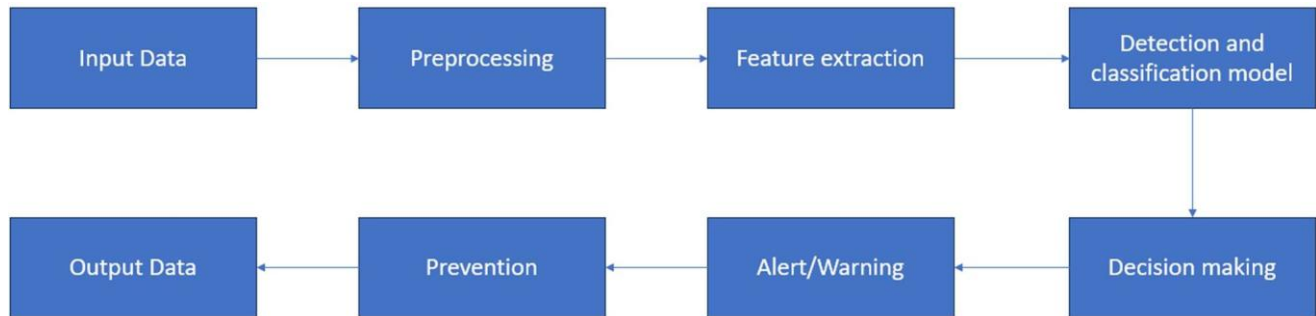 Input Data
Preprocessing
Feature extraction
Detection and
classification model
Decision making
Alert/Warning
Prevention
Output Data